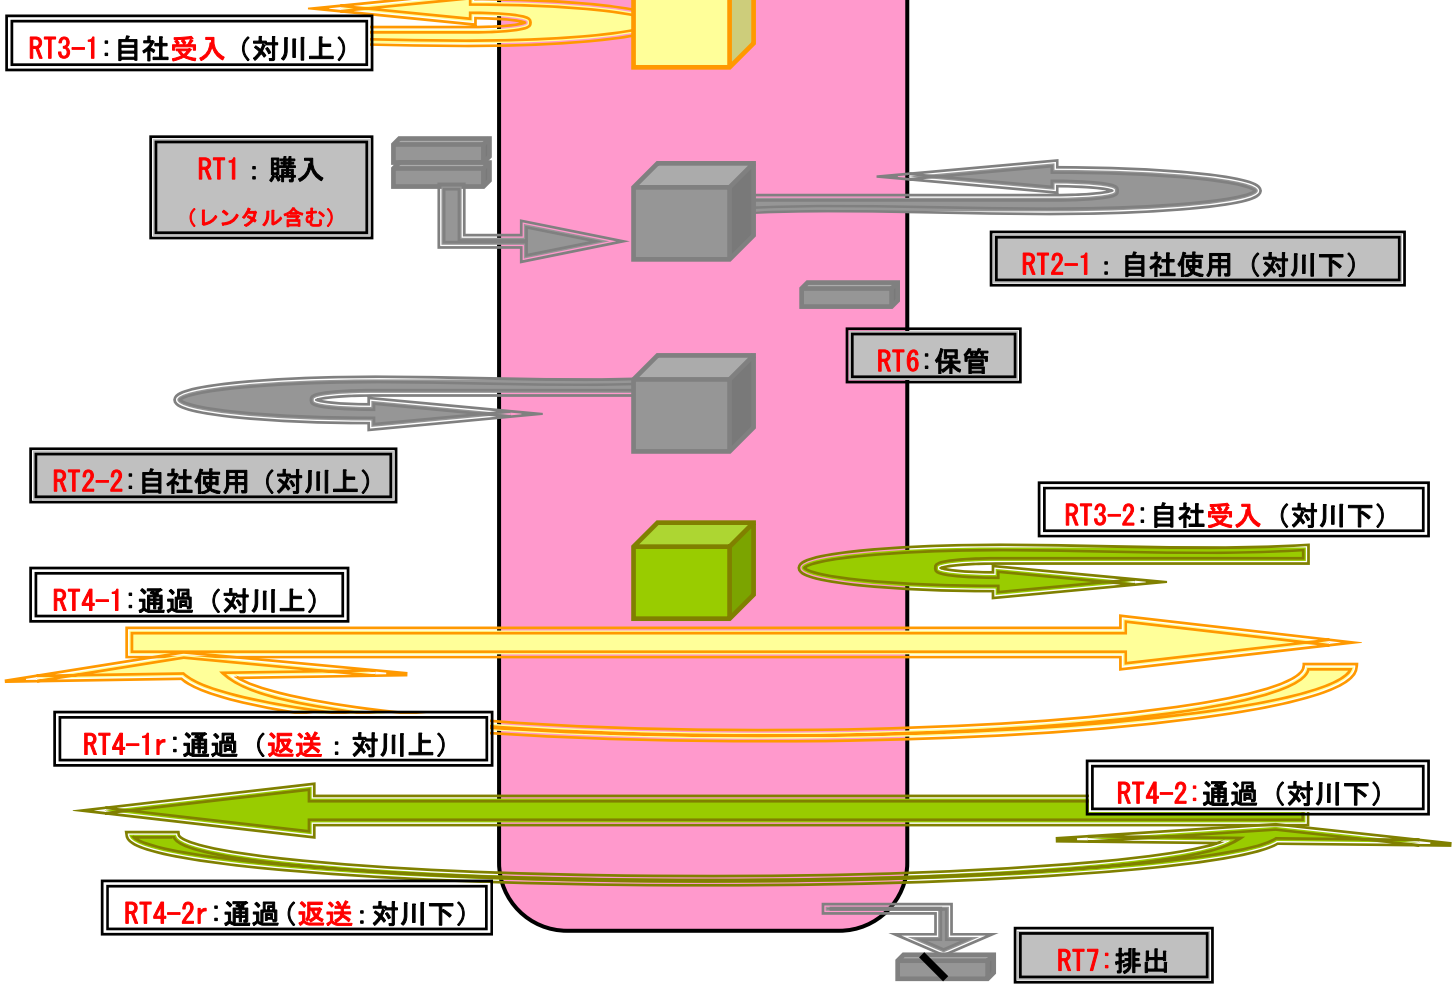 RT3-1:自社受入（対川上）
RT1：購入
（レンタル含む）
RT2-1：自社使用（対川下）
RT6:保管
RT2-2:自社使用（対川上）
RT3-2:自社受入（対川下）
RT4-1:通過（対川上）
RT4-1r:通過（返送：対川上）
RT4-2:通過（対川下）
RT4-2r:通過（返送：対川下）
RT7:排出